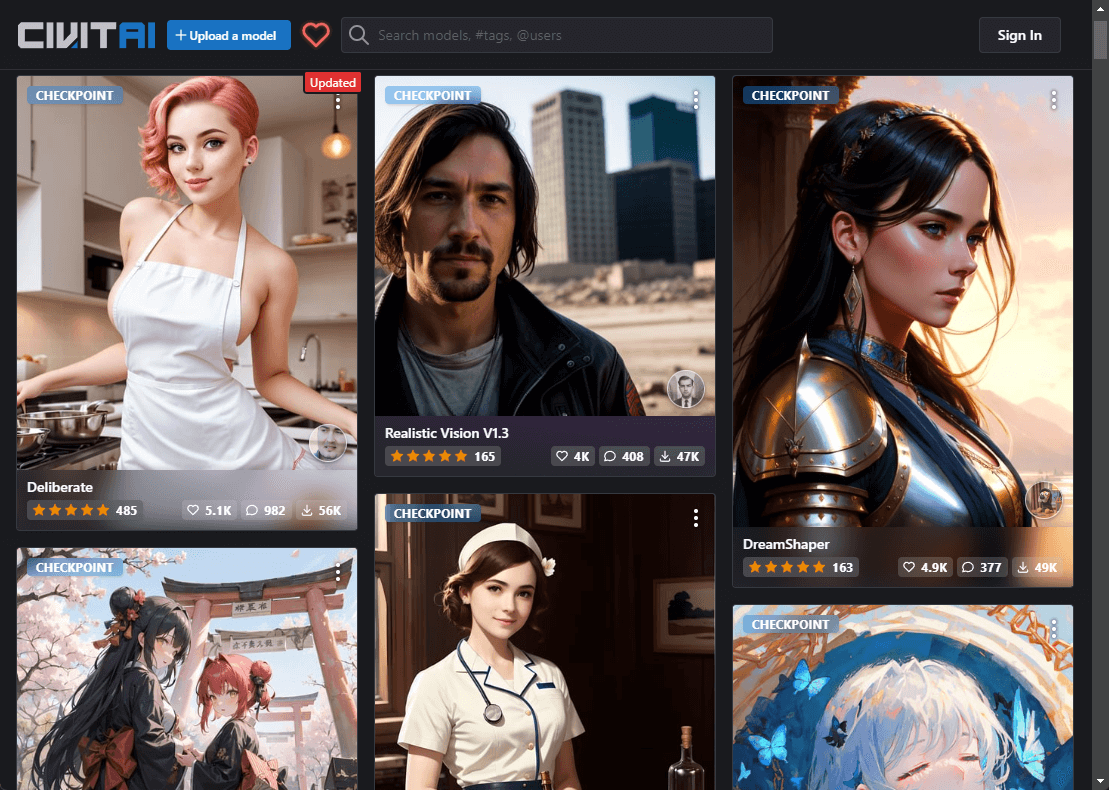 CIVITAI
Upload a model
Search models, #tags, @users
Sign In
CHECKPOINT
Updated
Deliberate
485
5.1K
982
56K
CHECKPOINT
Realistic Vision V1.3
165
4K
408
47K
CHECKPOINT
DreamShaper
163
4.9K
377
49K
CHECKPOINT
CHECKPOINT
CHECKPOINT